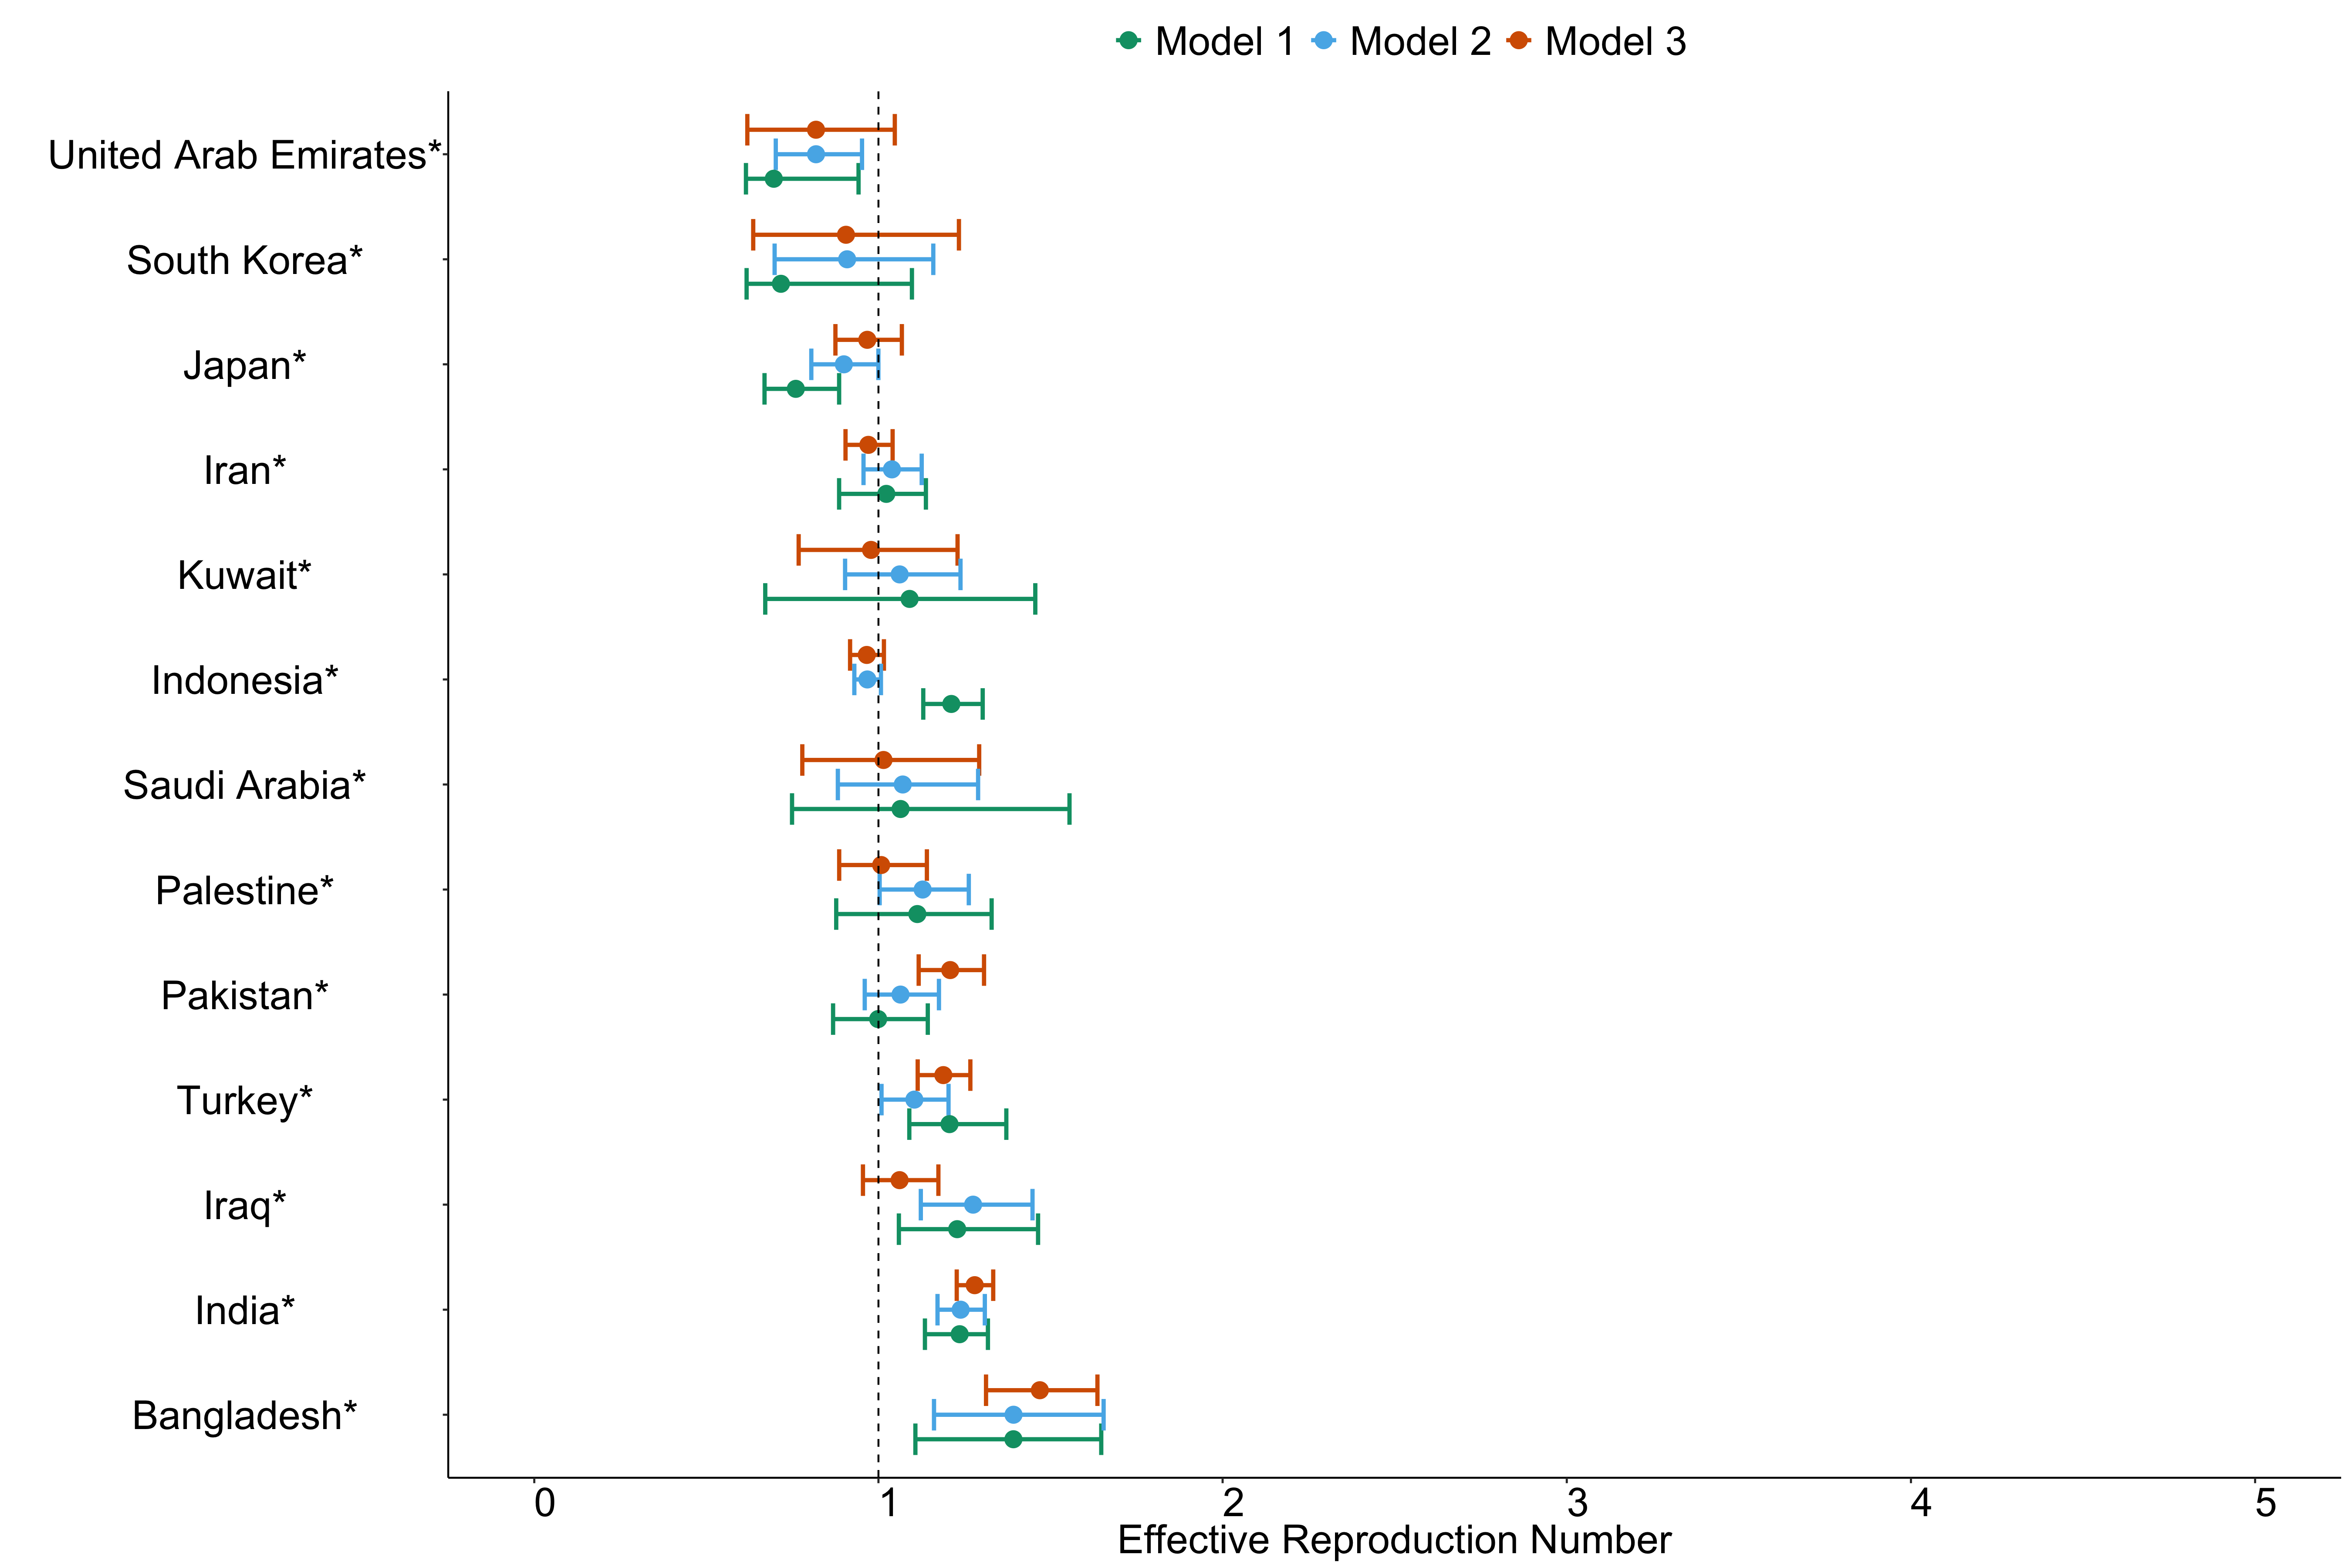 Model 1 Model 2 Model 3
United Arab Emirates*
South Korea*
Japan*
Iran*
Kuwait*
Indonesia*
Saudi Arabia*
Palestine*
Pakistan*
Turkey*
Iraq*
India*
Bangladesh*
0 1 2 3 4 5
Effective Reproduction Number